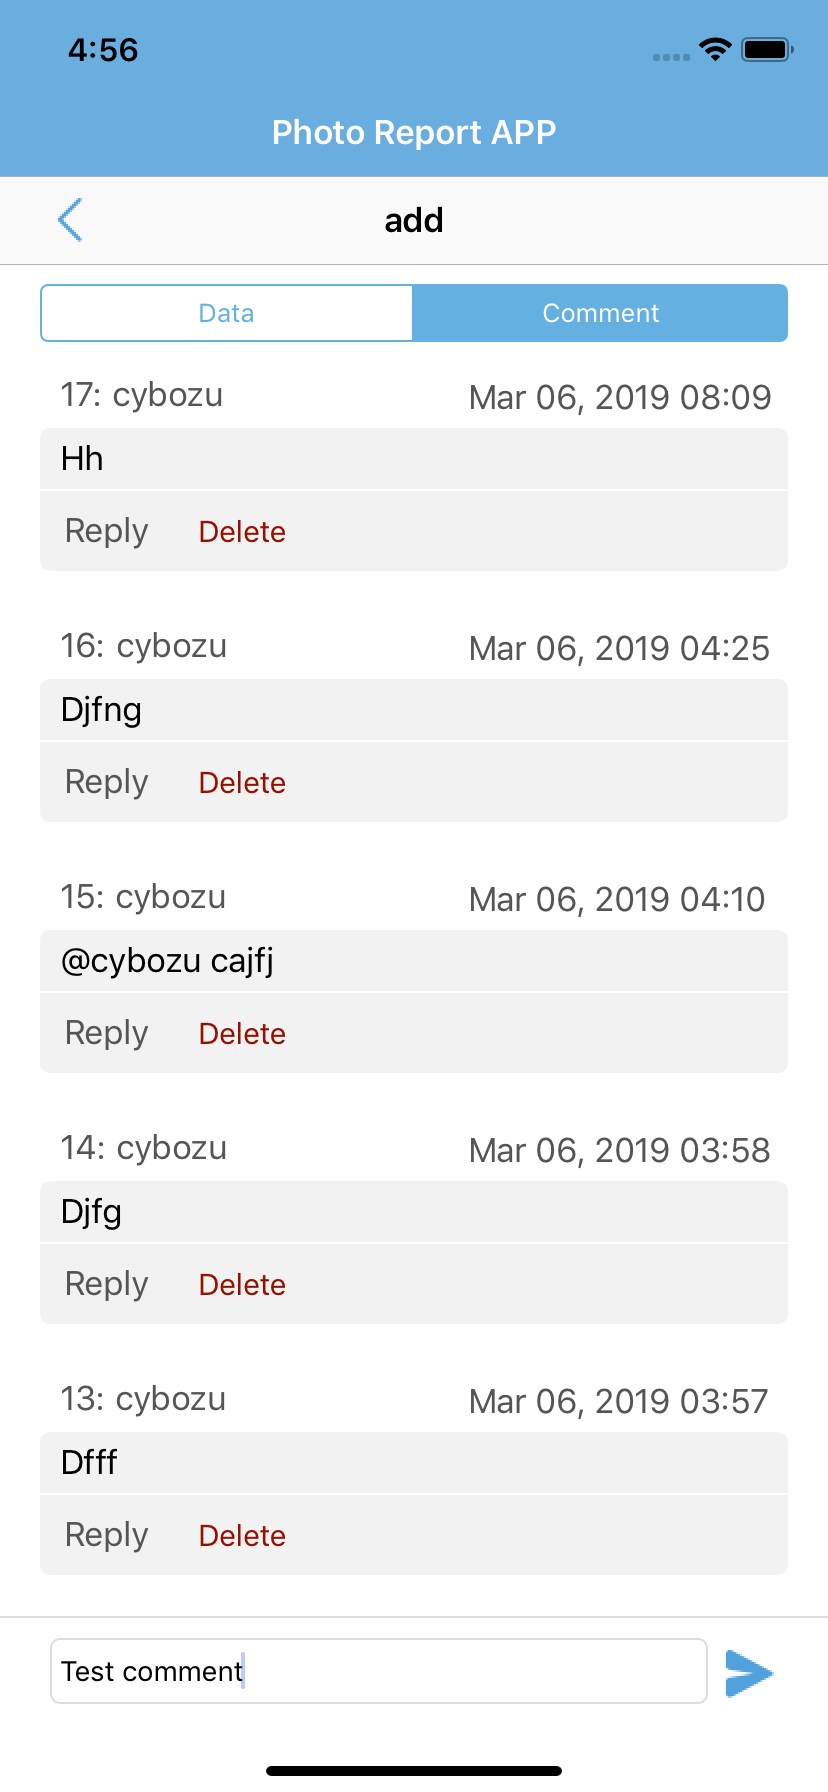 4:56
Photo Report APP
add
Data Comment
17: cybozu Mar 06, 2019 08:09
Hh
Reply Delete
16: cybozu Mar 06, 2019 04:25
Djfng
Reply Delete
15: cybozu Mar 06, 2019 04:10
@cybozu cajfj
Reply Delete
14: cybozu Mar 06, 2019 03:58
Djfg
Reply Delete
13: cybozu Mar 06, 2019 03:57
Dfff
Reply Delete
Test comment